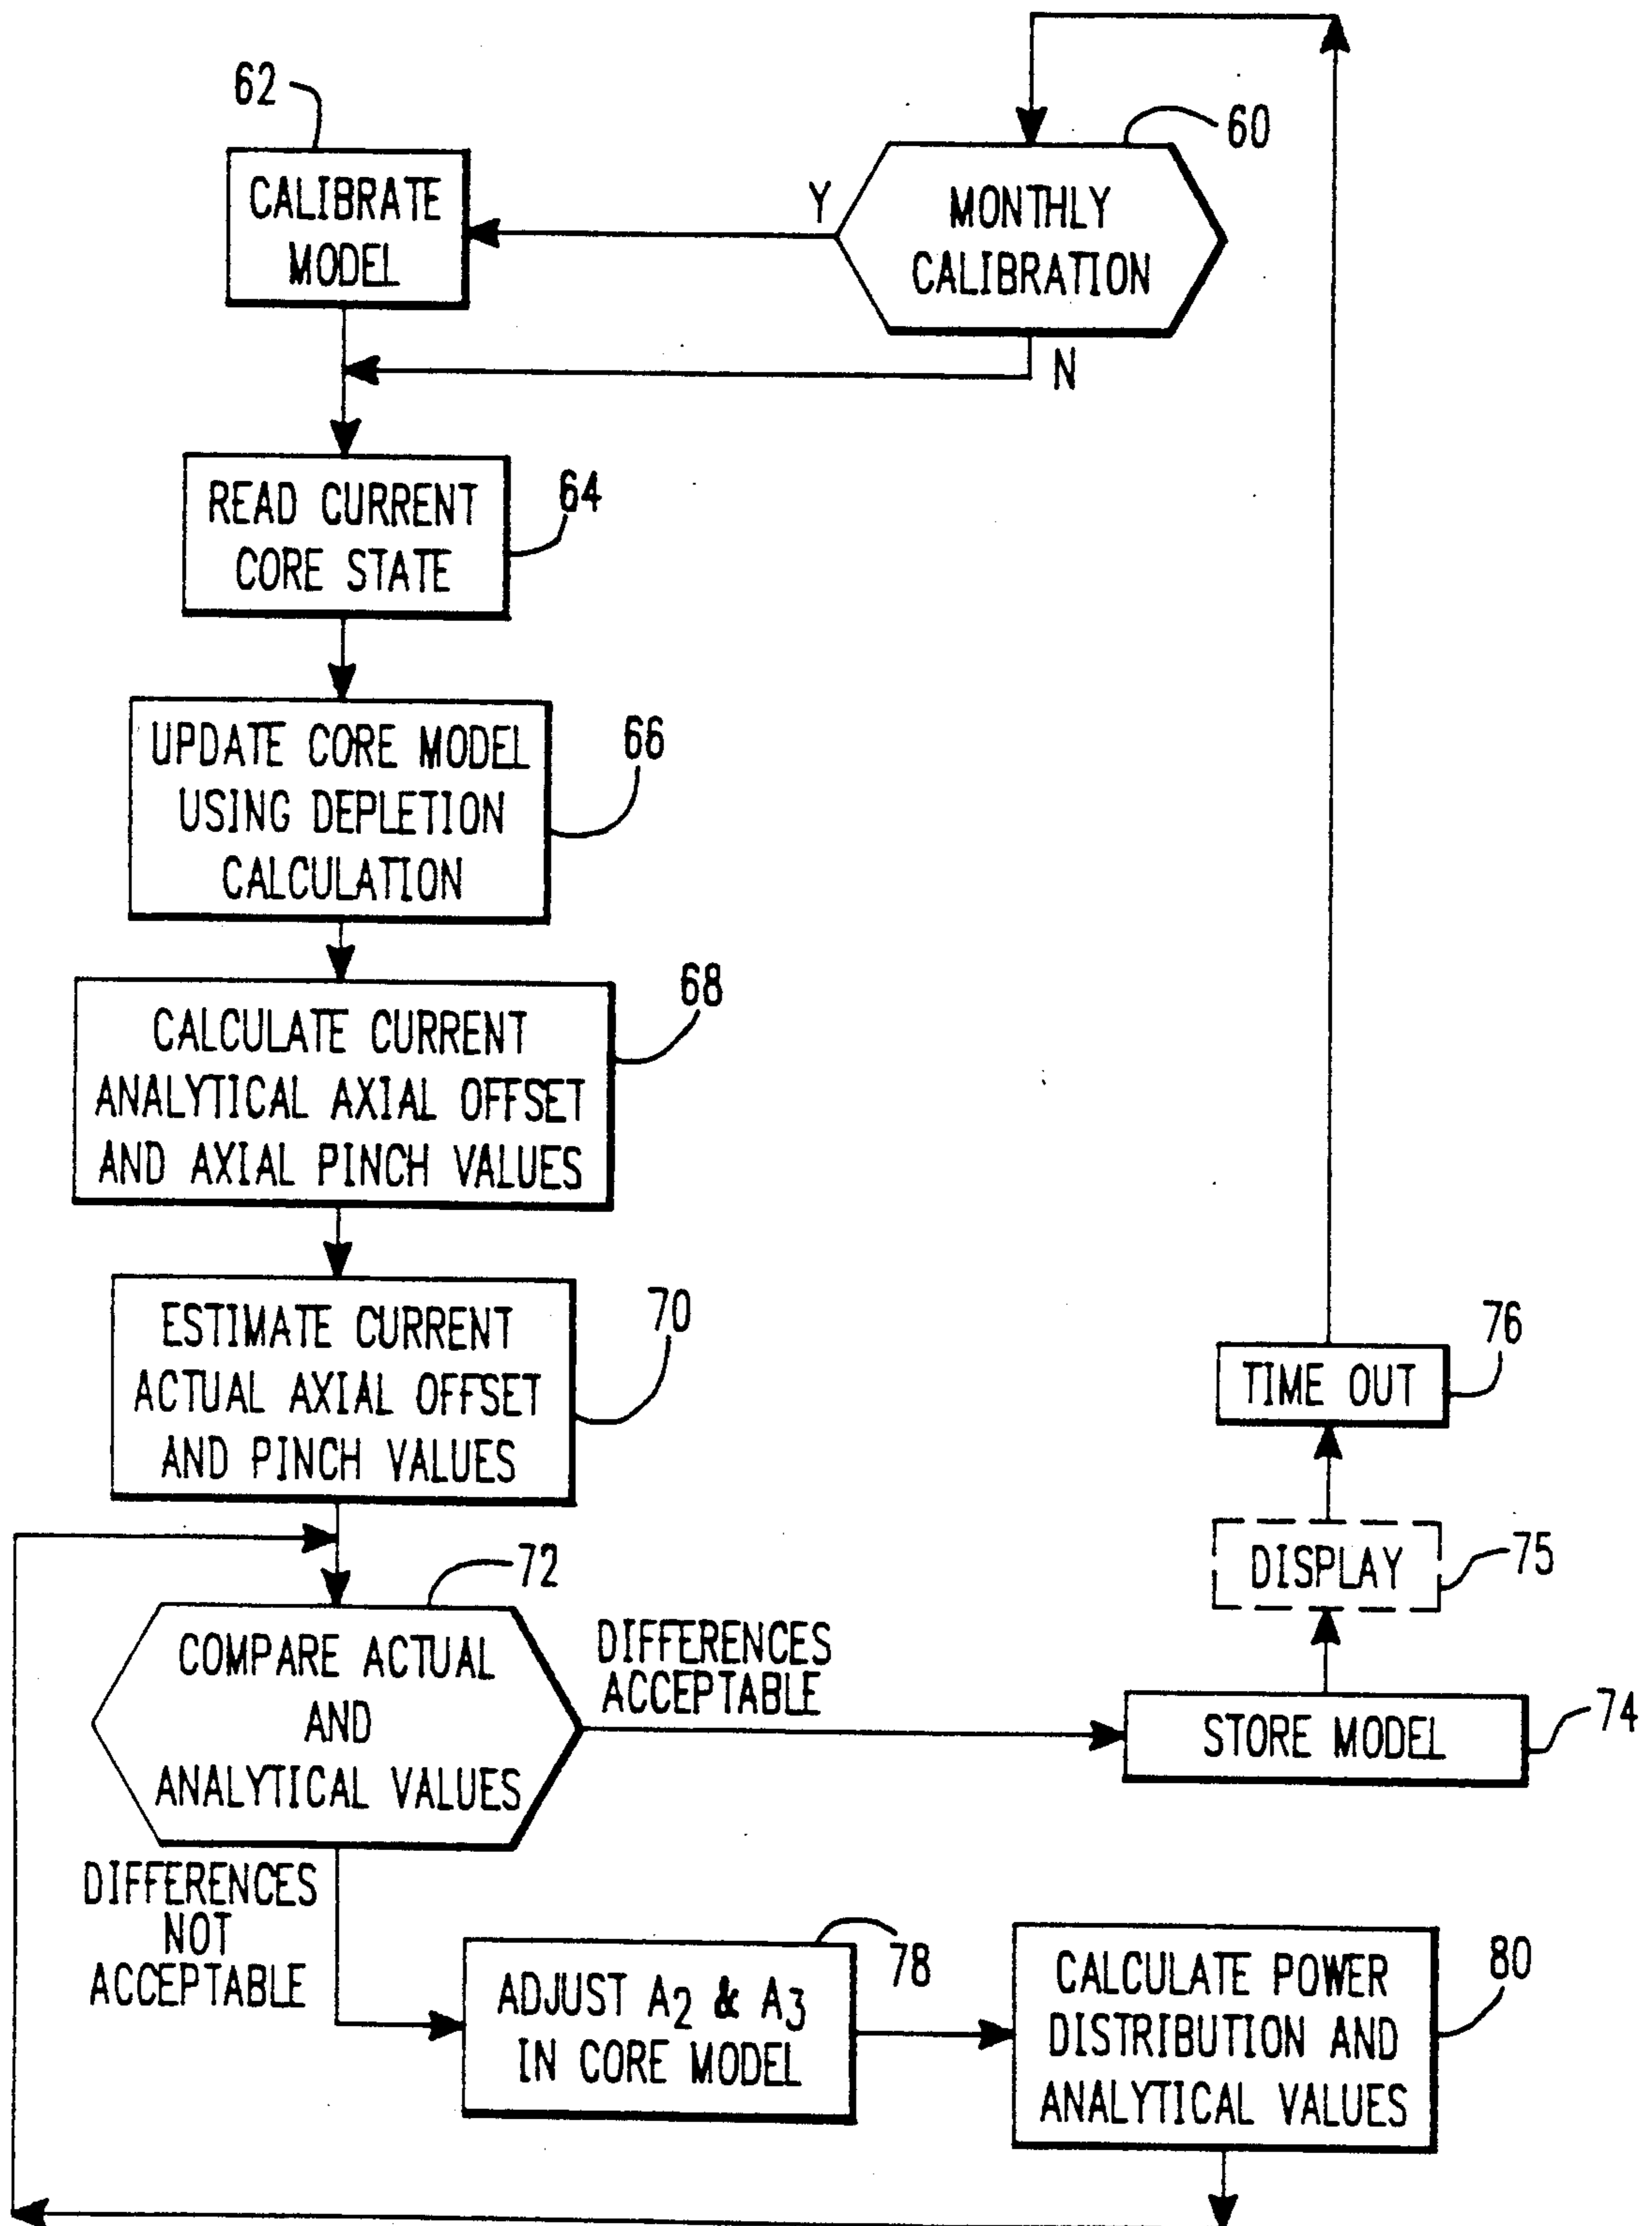 62
60
CALIBRATE
MODEL
Y
MONTHLY
CALIBRATION
N
READ CURRENT
CORE STATE
64
UPDATE CORE MODEL
USING DEPLETION
CALCULATION
66
CALCULATE CURRENT
ANALYTICAL AXIAL OFFSET
AND AXIAL PINCH VALUES
68
ESTIMATE CURRENT
ACTUAL AXIAL OFFSET
AND PINCH VALUES
70
76
TIME OUT
DISPLAY
75
72
COMPARE ACTUAL
AND
ANALYTICAL VALUES
DIFFERENCES
ACCEPTABLE
STORE MODEL
74
DIFFERENCES
NOT
ACCEPTABLE
ADJUST A2 & A3
IN CORE MODEL
78
CALCULATE POWER
DISTRIBUTION AND
ANALYTICAL VALUES
80